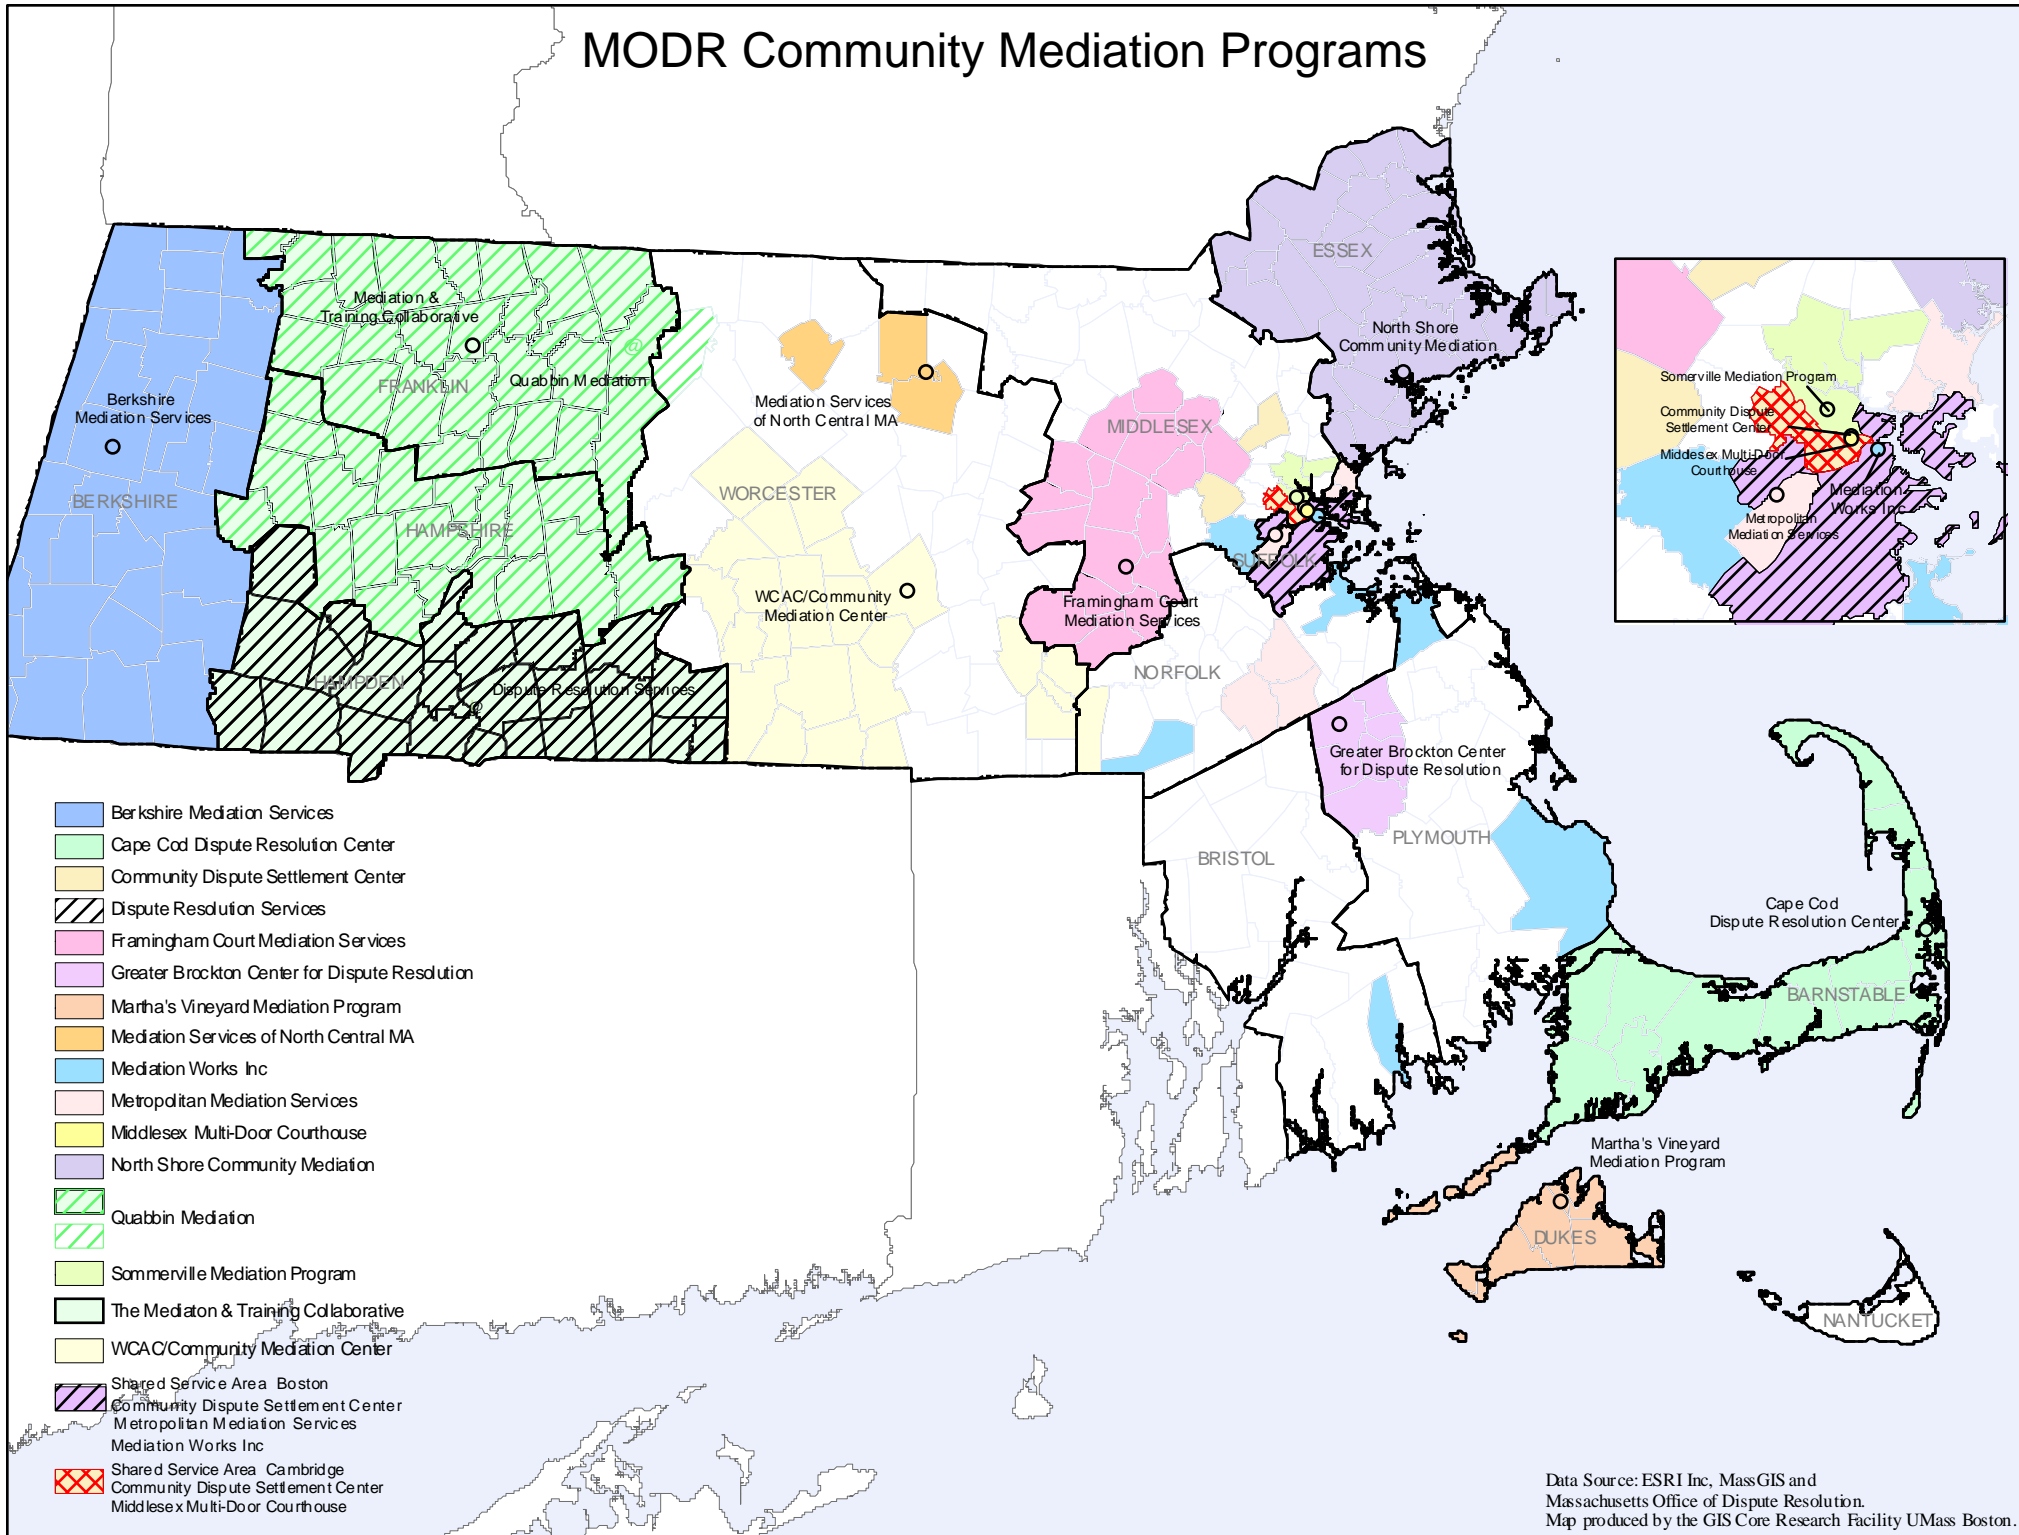 MODR Community Mediation Programs
ESSEX
North Shore
Community Mediation
Mediation &
Training Collaborative
@
FRANKLIN
Quabbin Mediation
Berkshire
Mediation Services
BERKSHIRE
HAMPSHIRE
HAMPDEN
Dispute Resolution Services
@
Mediation Services
of North Central MA
WORCESTER
WCAC/Community
Mediation Center
MIDDLESEX
Framingham Court
Mediation Services
SUFFOLK
NORFOLK
Greater Brockton Center
for Dispute Resolution
PLYMOUTH
BRISTOL
Somerville Mediation Program
Community Dispute
Settlement Center
Middlesex Multi-Door
Courthouse
Mediation
Works Inc
Metropolitan
Mediation Services
Cape Cod
Dispute Resolution Center
BARNSTABLE
Martha's Vineyard
Mediation Program
DUKES
NANTUCKET
Berkshire Mediation Services
Cape Cod Dispute Resolution Center
Community Dispute Settlement Center
Dispute Resolution Services
Framingham Court Mediation Services
Greater Brockton Center for Dispute Resolution
Martha's Vineyard Mediation Program
Mediation Services of North Central MA
Mediation Works Inc
Metropolitan Mediation Services
Middlesex Multi-Door Courthouse
North Shore Community Mediation
Quabbin Mediation
Sommerville Mediation Program
The Mediaton & Training Collaborative
WCAC/Community Mediation Center
Shared Service Area Boston
Community Dispute Settlement Center
Metropolitan Mediation Services
Mediation Works Inc
Shared Service Area Cambridge
Community Dispute Settlement Center
Middlesex Multi-Door Courthouse
Data Source: ESRI Inc, MassGIS and
Massachusetts Office of Dispute Resolution.
Map produced by the GIS Core Research Facility UMass Boston.